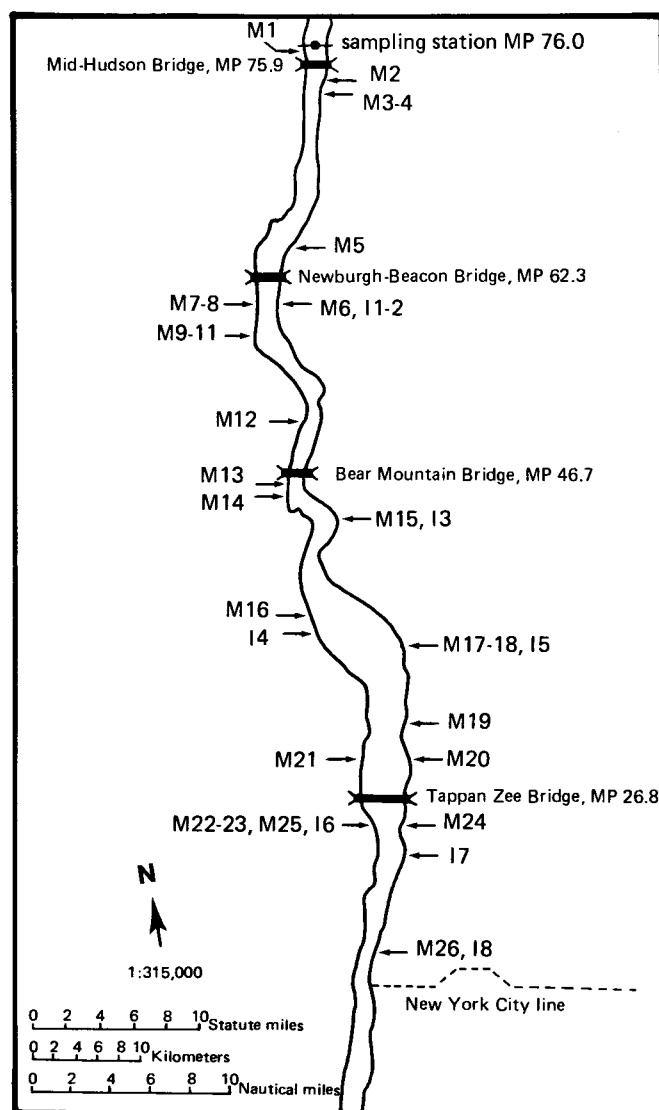 M1
sampling station MP 76.0
Mid-Hudson Bridge, MP 75.9
M2
M3-4
M5
Newburgh-Beacon Bridge, MP 62.3
M7-8
M6, I1-2
M9-11
M12
M13
Bear Mountain Bridge, MP 46.7
M14
M15, I3
M16
I4
M17-18, I5
M19
M21
M20
Tappan Zee Bridge, MP 26.8
M22-23, M25, I6
M24
I7
N
M26, I8
1:315,000
New York City line
0 2 4 6 8 10 Statute miles
0 2 4 6 8 10 Kilometers
0 2 4 6 8 10 Nautical miles